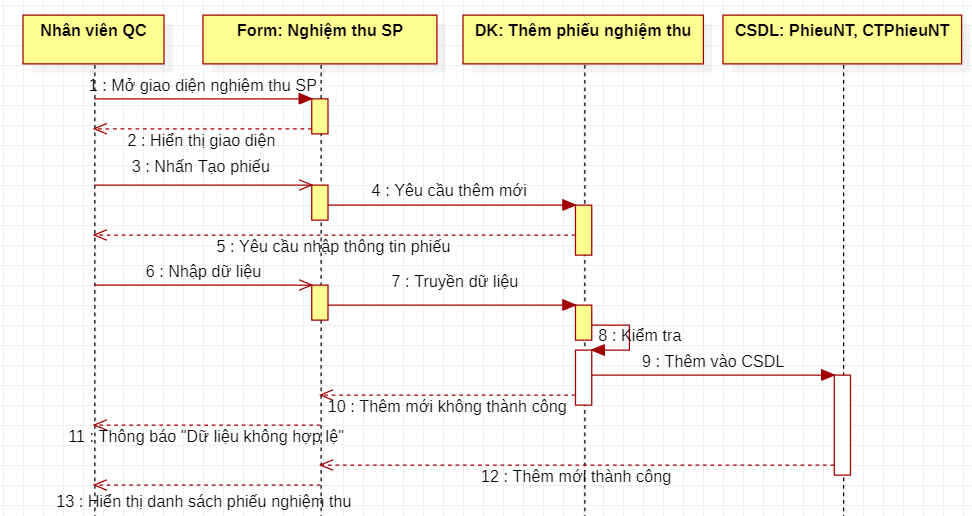 Nhân viên QC
Form: Nghiệm thu SP
DK: Thêm phiếu nghiệm thu
CSDL: PhieuNT, CTPhieuNT
1 : Mở giao diện nghiệm thu SP
2 : Hiển thị giao diện
3 : Nhấn Tạo phiếu
4 : Yêu cầu thêm mới
5 : Yêu cầu nhập thông tin phiếu
6 : Nhập dữ liệu
7 : Truyền dữ liệu
8 : Kiểm tra
9 : Thêm vào CSDL
10 : Thêm mới không thành công
11 : Thông báo "Dữ liệu không hợp lệ"
12 : Thêm mới thành công
13 : Hiển thị danh sách phiếu nghiệm thu